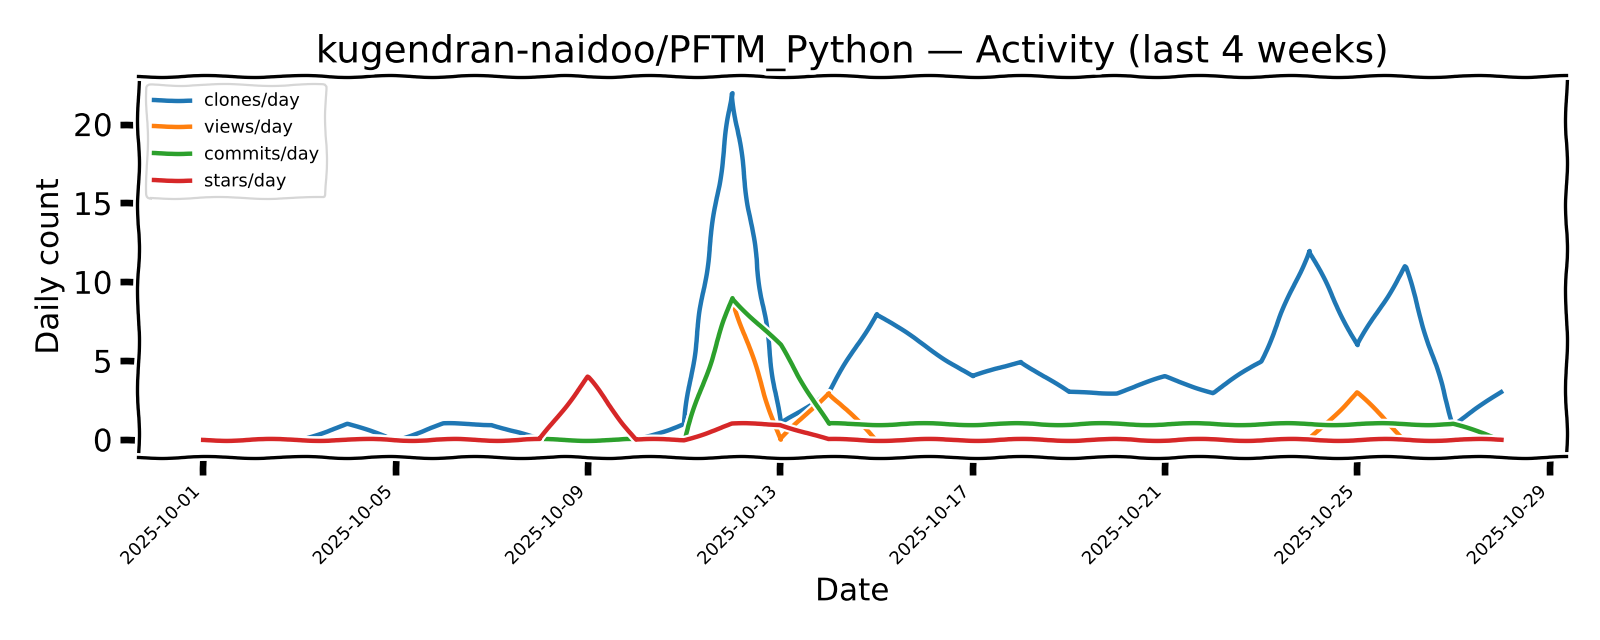 kugendran-naidoo/PFTM_Python — Activity (last 4 weeks)
clones/day
views/day
commits/day
stars/day
Daily count
20
15
10
5
0
2025-10-01
2025-10-05
2025-10-09
2025-10-13
2025-10-17
2025-10-21
2025-10-25
2025-10-29
Date